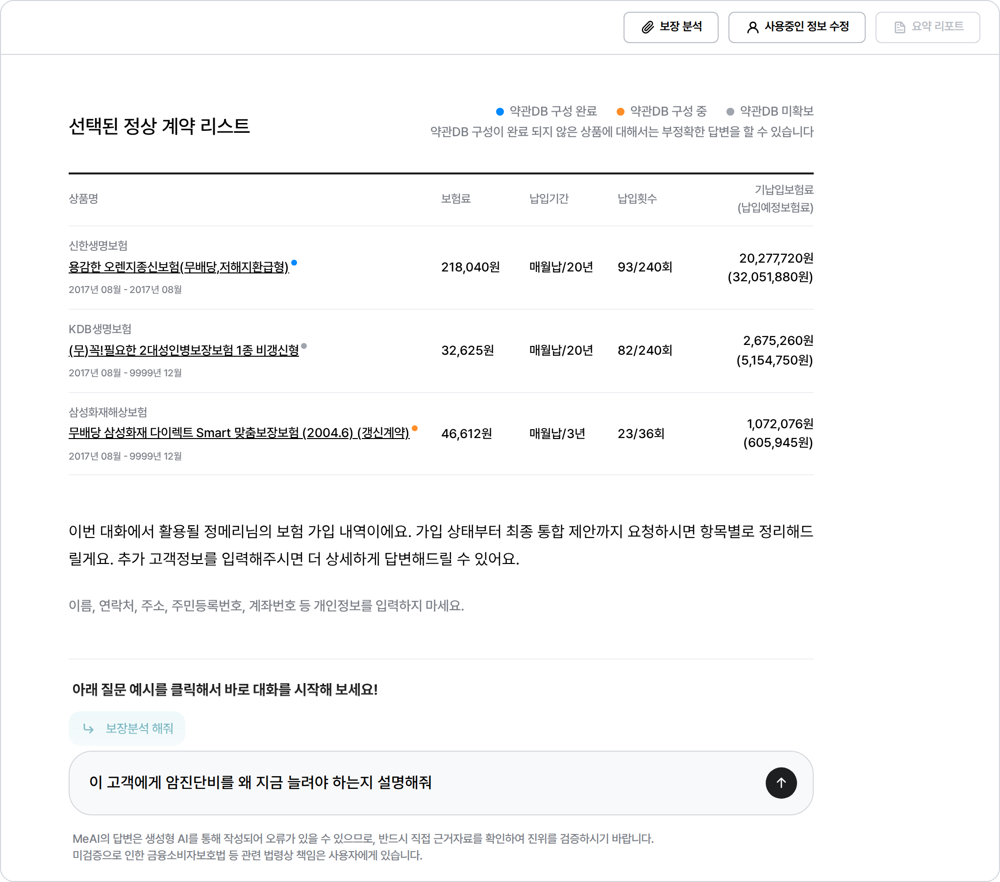 보장 분석
사용중인 정보 수정
요약 리포트
선택된 정상 계약 리스트
약관DB 구성 완료
약관DB 구성 중
약관DB 미확보
약관DB 구성이 완료 되지 않은 상품에 대해서는 부정확한 답변을 할 수 있습니다
상품명
보험료
납입기간
납입횟수
기납입보험료
(납입예정보험료)
신한생명보험
용감한 오렌지종신보험(무배당,저해지환급형)
2017년 08월 - 2017년 08월
218,040원
매월납/20년
93/240회
20,277,720원
(32,051,880원)
KDB생명보험
(무)꼭!필요한 2대성인병보장보험 1종 비갱신형
2017년 08월 - 9999년 12월
32,625원
매월납/20년
82/240회
2,675,260원
(5,154,750원)
삼성화재해상보험
무배당 삼성화재 다이렉트 Smart 맞춤보장보험 (2004.6) (갱신계약)
2017년 08월 - 9999년 12월
46,612원
매월납/3년
23/36회
1,072,076원
(605,945원)
이번 대화에서 활용될 정메리님의 보험 가입 내역이에요. 가입 상태부터 최종 통합 제안까지 요청하시면 항목별로 정리해드
릴게요. 추가 고객정보를 입력해주시면 더 상세하게 답변해드릴 수 있어요.
이름, 연락처, 주소, 주민등록번호, 계좌번호 등 개인정보를 입력하지 마세요.
아래 질문 예시를 클릭해서 바로 대화를 시작해 보세요!
보장분석 해줘
이 고객에게 암진단비를 왜 지금 늘려야 하는지 설명해줘
MeAI의 답변은 생성형 AI를 통해 작성되어 오류가 있을 수 있으므로, 반드시 직접 근거자료를 확인하여 진위를 검증하시기 바랍니다.
미검증으로 인한 금융소비자보호법 등 관련 법령상 책임은 사용자에게 있습니다.